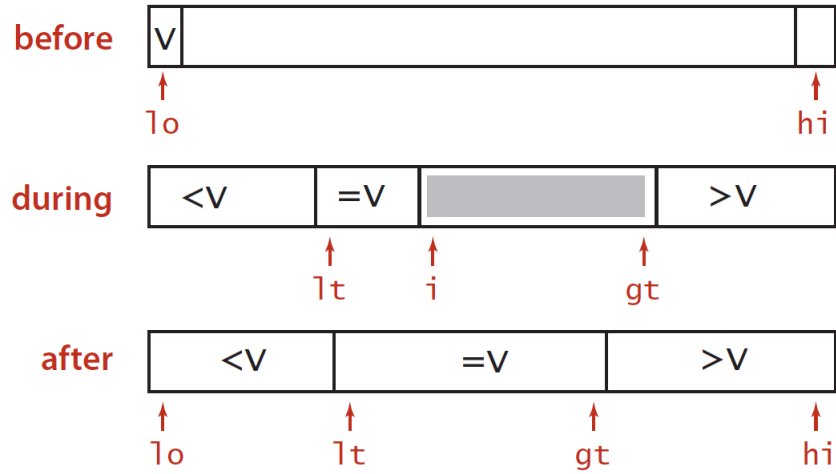 before V
lo hi
during <V =V >V
lt i gt
after <V =V >V
lo lt gt hi